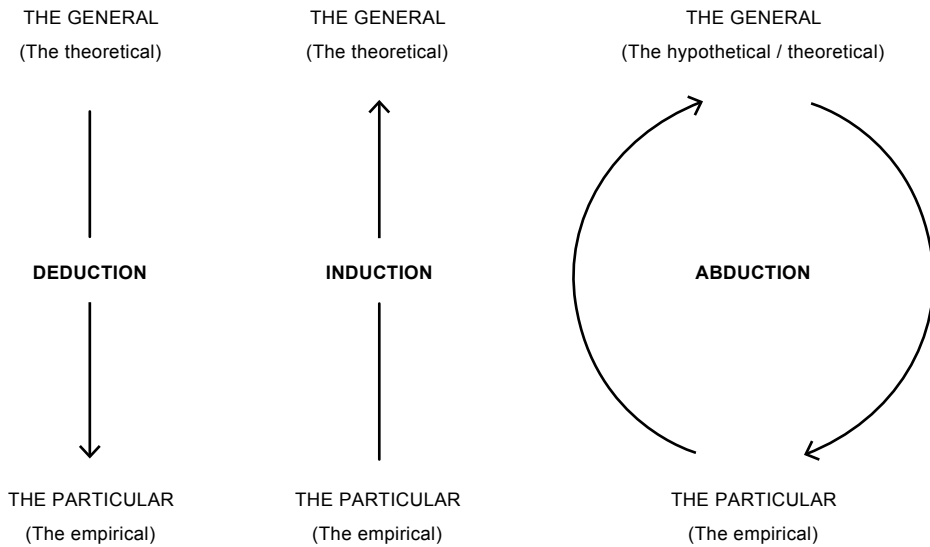 THE GENERAL
(The theoretical)
THE GENERAL
(The theoretical)
THE GENERAL
(The hypothetical / theoretical)
DEDUCTION
INDUCTION
ABDUCTION
THE PARTICULAR
(The empirical)
THE PARTICULAR
(The empirical)
THE PARTICULAR
(The empirical)